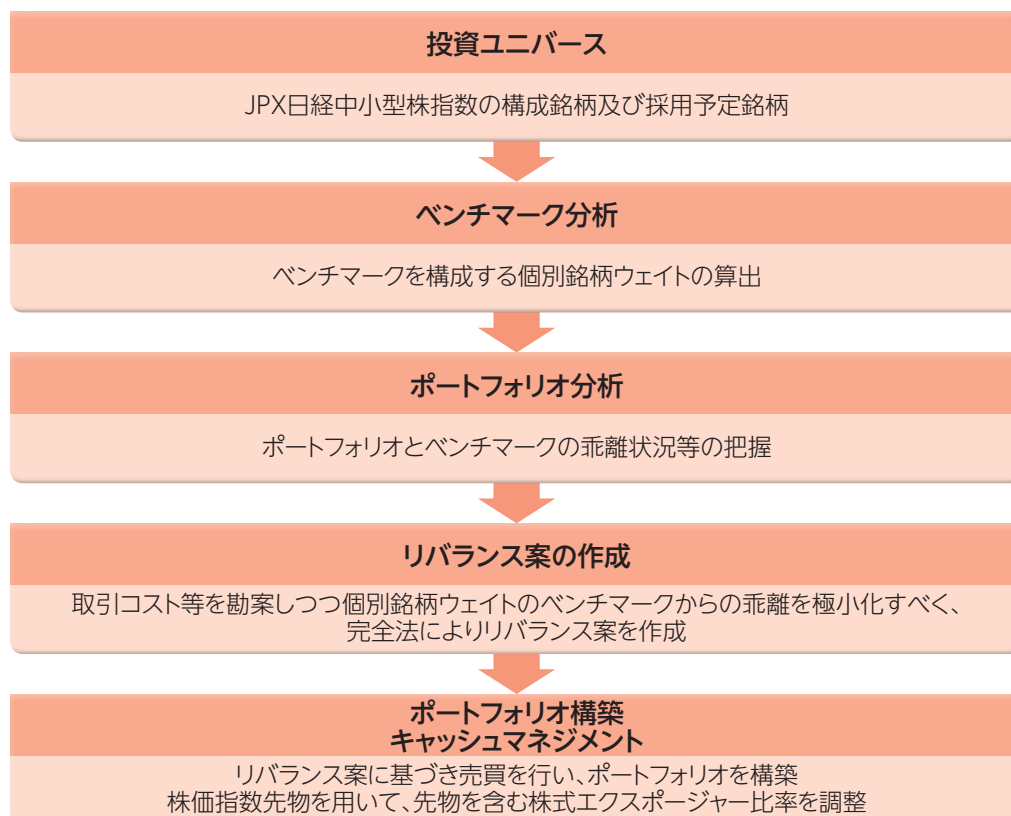 投資ユニバース
JPX日経中小型株指数の構成銘柄及び採用予定銘柄
ベンチマーク分析
ベンチマークを構成する個別銘柄ウェイトの算出
ポートフォリオ分析
ポートフォリオとベンチマークの乖離状況等の把握
リバランス案の作成
取引コスト等を勘案しつつ個別銘柄ウェイトのベンチマークからの乖離を極小化すべく、
完全法によりリバランス案を作成
ポートフォリオ構築
キャッシュマネジメント
リバランス案に基づき売買を行い、ポートフォリオを構築
株価指数先物を用いて、先物を含む株式エクスポージャー比率を調整